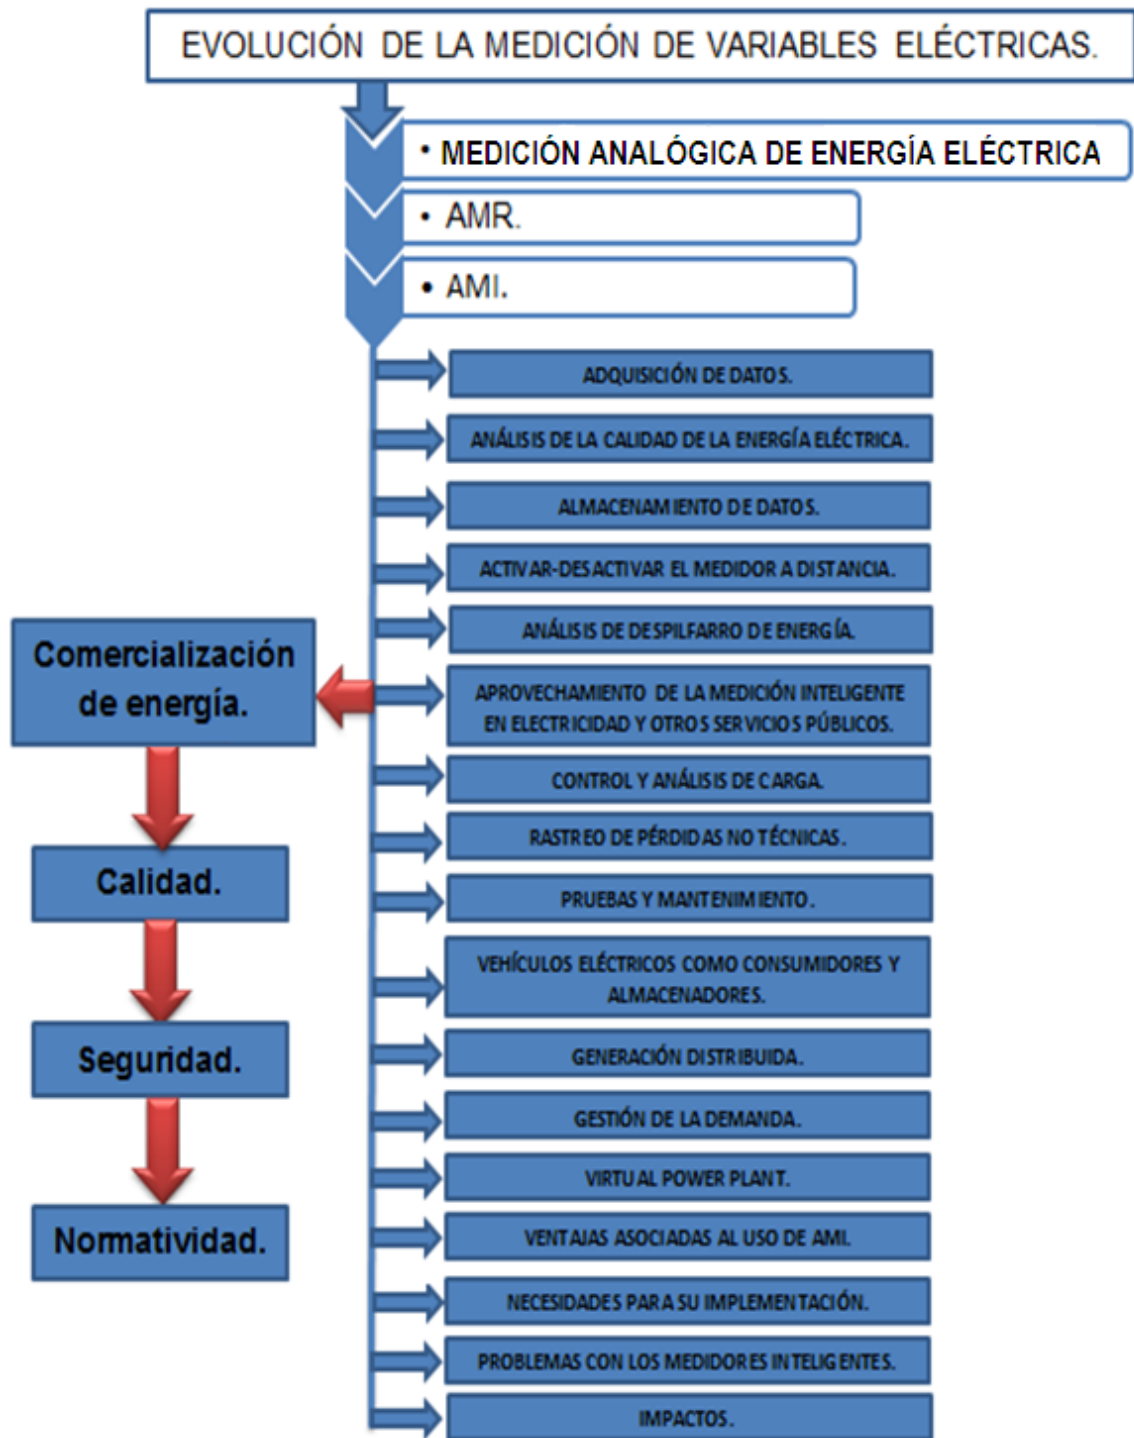 EVOLUCIÓN DE LA MEDICIÓN DE VARIABLES ELÉCTRICAS.
• MEDICIÓN ANALÓGICA DE ENERGÍA ELÉCTRICA
• AMR.
• AMI.
ADQUISICIÓN DE DATOS.
ANÁLISIS DE LA CALIDAD DE LA ENERGÍA ELÉCTRICA.
ALMACENAMIENTO DE DATOS.
ACTIVAR-DESACTIVAR EL MEDIDOR A DISTANCIA.
ANÁLISIS DE DESPILFARRO DE ENERGÍA.
APROVECHAMIENTO DE LA MEDICIÓN INTELIGENTE
EN ELECTRICIDAD Y OTROS SERVICIOS PÚBLICOS.
CONTROL Y ANÁLISIS DE CARGA.
RASTREO DE PÉRDIDAS NO TÉCNICAS.
PRUEBAS Y MANTENIMIENTO.
VEHÍCULOS ELÉCTRICOS COMO CONSUMIDORES Y
ALMACENADORES.
GENERACIÓN DISTRIBUIDA.
GESTIÓN DE LA DEMANDA.
VIRTUAL POWER PLANT.
VENTAJAS ASOCIADAS AL USO DE AMI.
NECESIDADES PARA SU IMPLEMENTACIÓN.
PROBLEMAS CON LOS MEDIDORES INTELIGENTES.
IMPACTOS.
Comercialización
de energía.
Calidad.
Seguridad.
Normatividad.